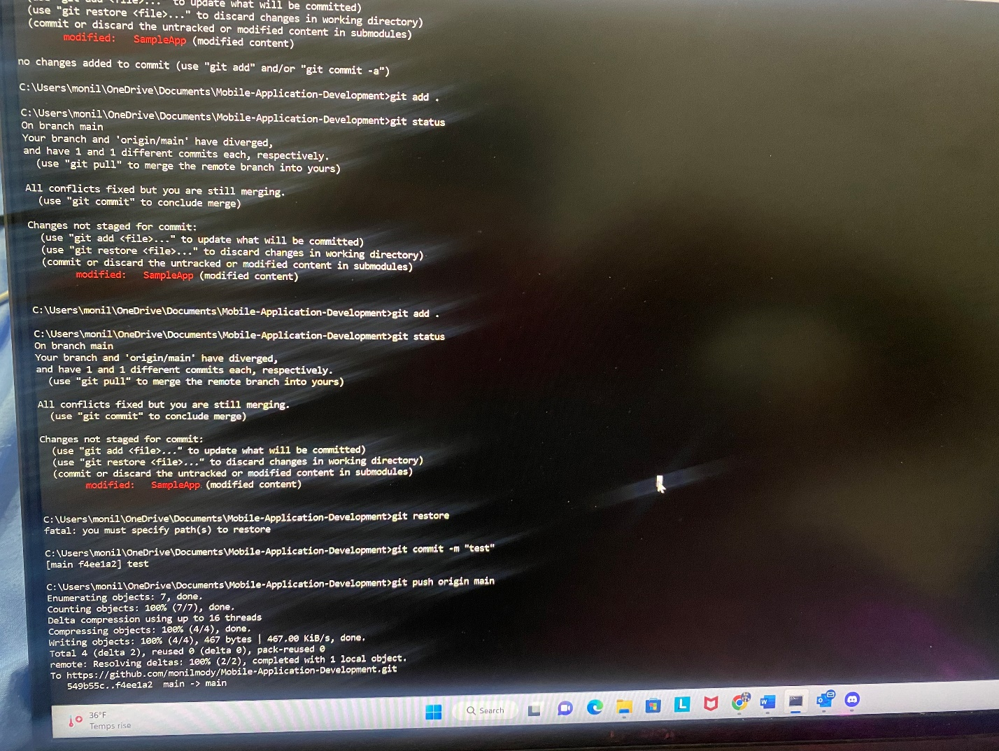 (use "git add <file>..." to update what will be committed)
(use "git restore <file>..." to discard changes in working directory)
(commit or discard the untracked or modified content in submodules)
modified: SampleApp (modified content)
no changes added to commit (use "git add" and/or "git commit -a")
C:\Users\monil\OneDrive\Documents\Mobile-Application-Development>git add .
C:\Users\monil\OneDrive\Documents\Mobile-Application-Development>git status
On branch main
Your branch and 'origin/main' have diverged,
and have 1 and 1 different commits each, respectively.
(use "git pull" to merge the remote branch into yours)
All conflicts fixed but you are still merging.
(use "git commit" to conclude merge)
Changes not staged for commit:
(use "git add <file>..." to update what will be committed)
(use "git restore <file>..." to discard changes in working directory)
(commit or discard the untracked or modified content in submodules)
modified: SampleApp (modified content)
C:\Users\monil\OneDrive\Documents\Mobile-Application-Development>git add .
C:\Users\monil\OneDrive\Documents\Mobile-Application-Development>git status
On branch main
Your branch and 'origin/main' have diverged,
and have 1 and 1 different commits each, respectively.
(use "git pull" to merge the remote branch into yours)
All conflicts fixed but you are still merging.
(use "git commit" to conclude merge)
Changes not staged for commit:
(use "git add <file>..." to update what will be committed)
(use "git restore <file>..." to discard changes in working directory)
(commit or discard the untracked or modified content in submodules)
modified: SampleApp (modified content)
C:\Users\monil\OneDrive\Documents\Mobile-Application-Development>git restore
fatal: you must specify path(s) to restore
C:\Users\monil\OneDrive\Documents\Mobile-Application-Development>git commit -m "test"
[main f4ee1a2] test
C:\Users\monil\OneDrive\Documents\Mobile-Application-Development>git push origin main
Enumerating objects: 7, done.
Counting objects: 100% (7/7), done.
Delta compression using up to 16 threads
Compressing objects: 100% (4/4), done.
Writing objects: 100% (4/4), 467 bytes | 467.00 KiB/s, done.
Total 4 (delta 2), reused 0 (delta 0), pack-reused 0
remote: Resolving deltas: 100% (2/2), completed with 1 local object.
To https://github.com/monilmody/Mobile-Application-Development.git
549b55c..f4ee1a2 main -> main
36°F
Temps rise
Search